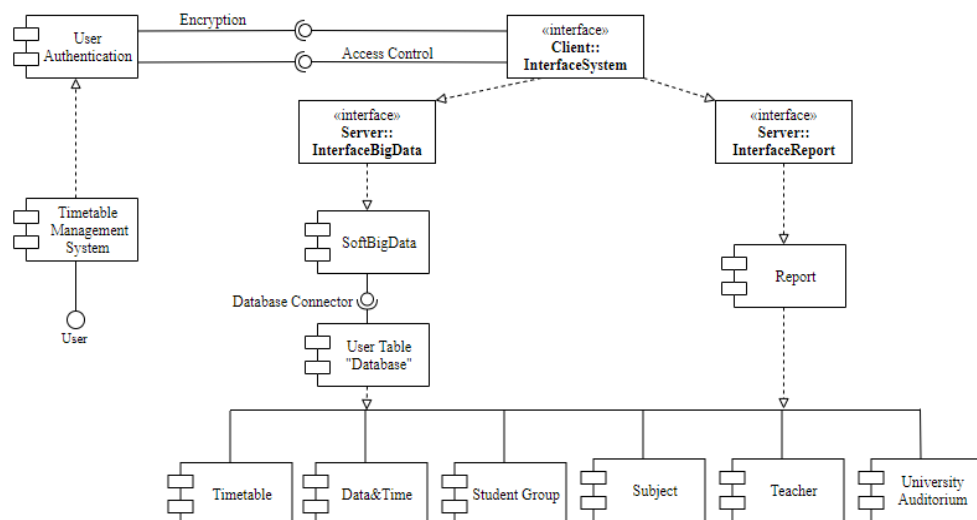 Encryption
User
Authentication
Access Control
«interface»
Client::
InterfaceSystem
«interface»
Server::
InterfaceBigData
«interface»
Server::
InterfaceReport
Timetable
Management
System
SoftBigData
Report
Database Connector
User
User Table
"Database"
Timetable
Data&Time
Student Group
Subject
Teacher
University
Auditorium